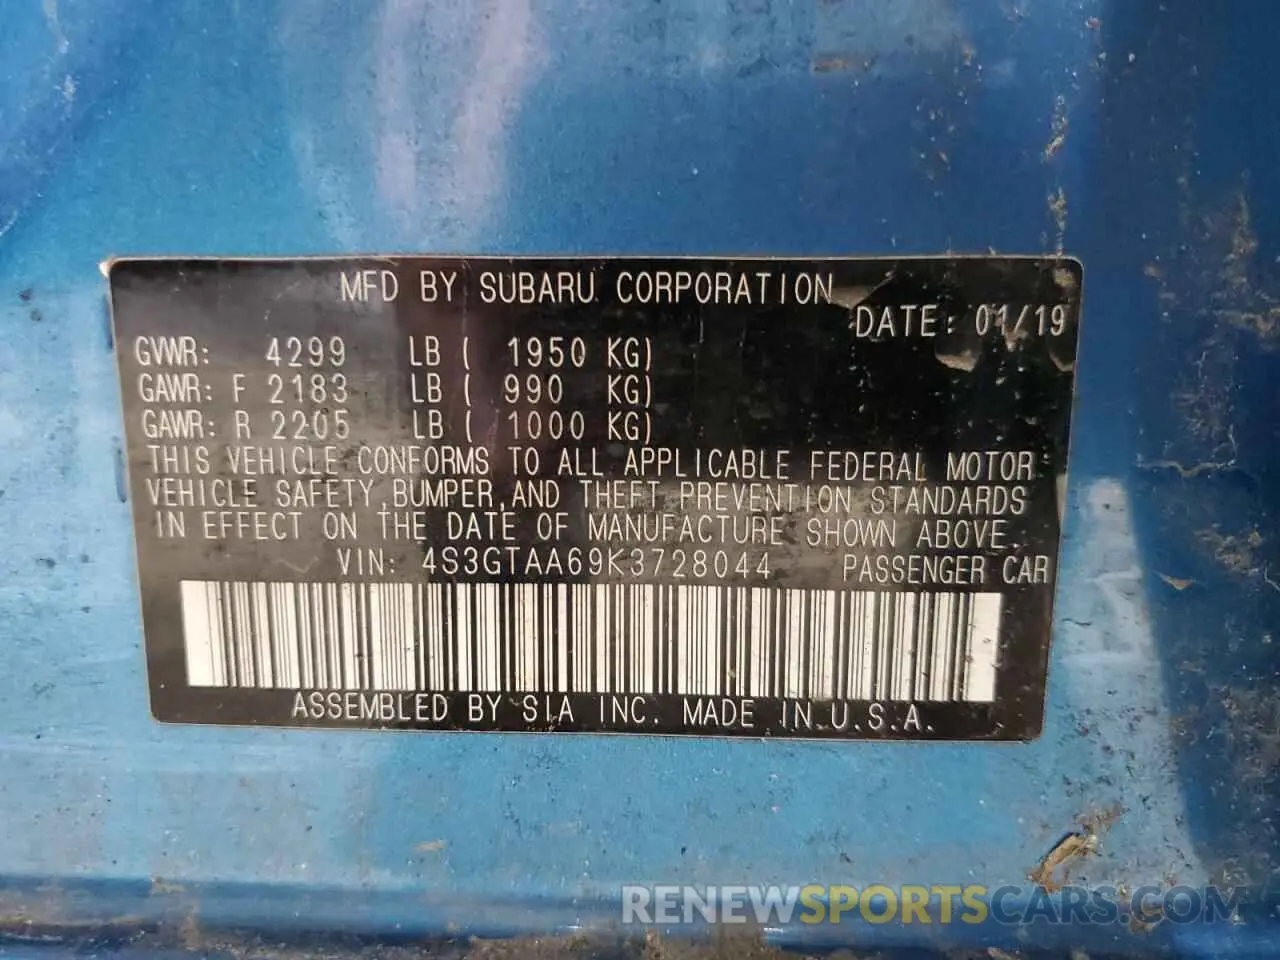 MFD BY SUBARU CORPORATION
DATE: 01/19
GVWR: 4299 LB ( 1950 KG)
GAWR: F 2183 LB ( 990 KG)
GAWR: R 2205 LB ( 1000 KG)
THIS VEHICLE CONFORMS TO ALL APPLICABLE FEDERAL MOTOR
VEHICLE SAFETY,BUMPER,AND THEFT PREVENTION STANDARDS
IN EFFECT ON THE DATE OF MANUFACTURE SHOWN ABOVE.
VIN: 4S3GTAA69K3728044 PASSENGER CAR
ASSEMBLED BY SIA INC. MADE IN U.S.A.
RENEWSPORTSCARS.COM